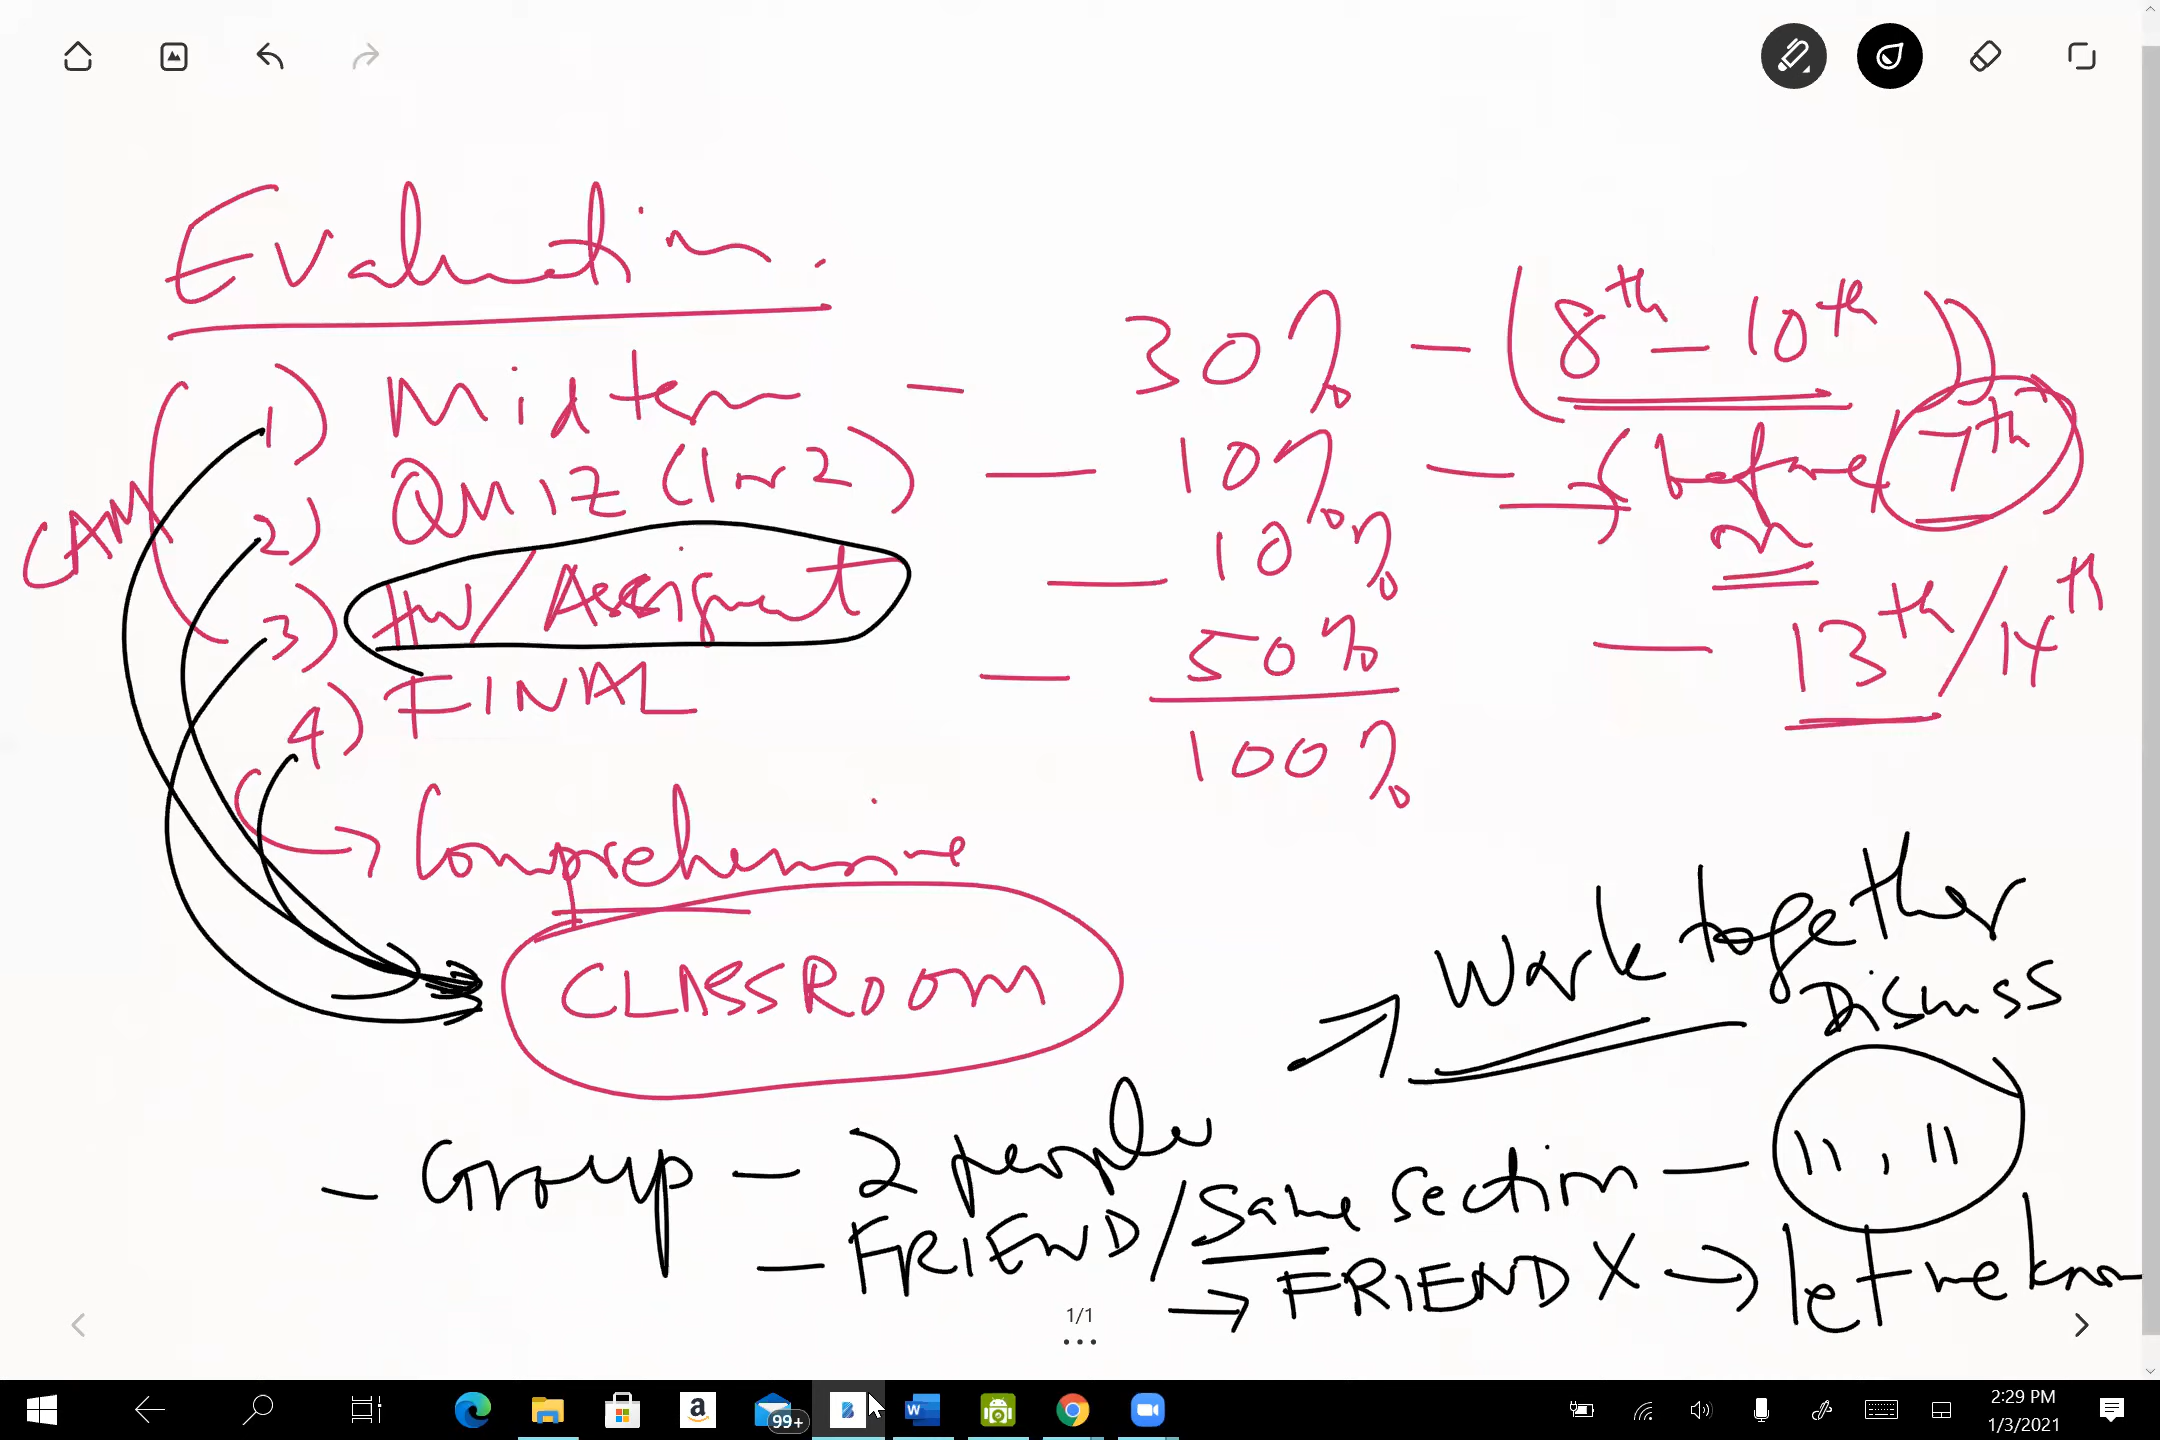 Evaluation.
1) Midterm — 30% — (8th – 10th)
2) QUIZ (1 or 2) — 10% → (before 7th)
CAM
3) HW/Assignment — 10%
4) FINAL — 50% — 13th/14th
100%
→ Comprehensive
CLASSROOM
→ Work together
Discuss
– Group – 2 people
– FRIEND/Same section – 11, 11
→ FRIEND X → let me know
1/1
99+
2:29 PM
1/3/2021